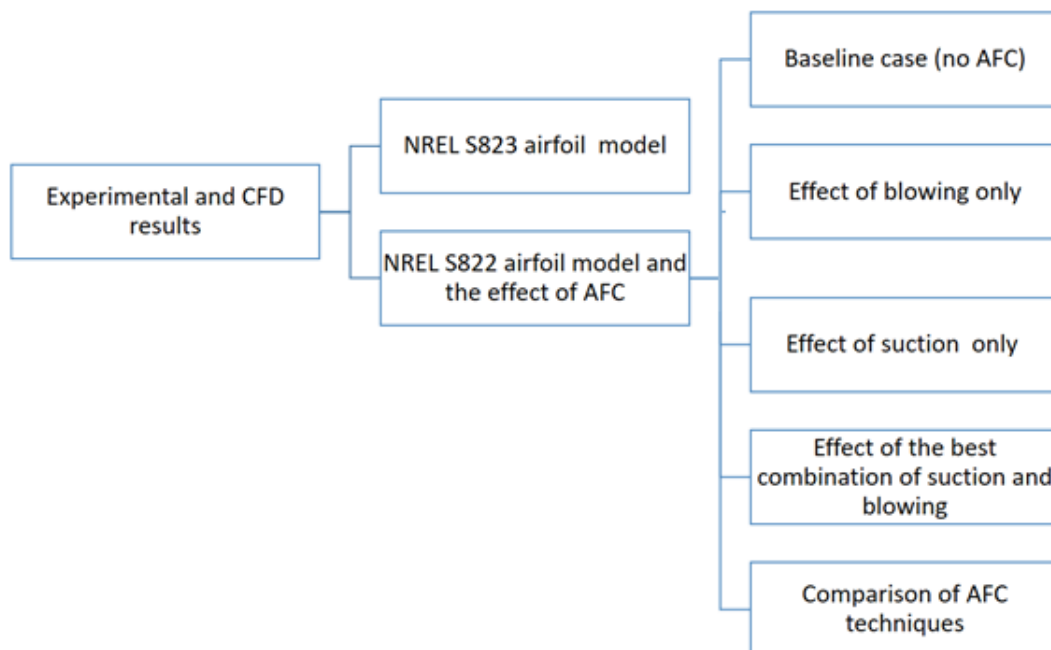 Experimental and CFD
results
NREL S823 airfoil  model
NREL S822 airfoil model and
the effect of AFC
Baseline case (no AFC)
Effect of blowing only
Effect of suction  only
Effect of the best
combination of suction and
blowing
Comparison of AFC
techniques